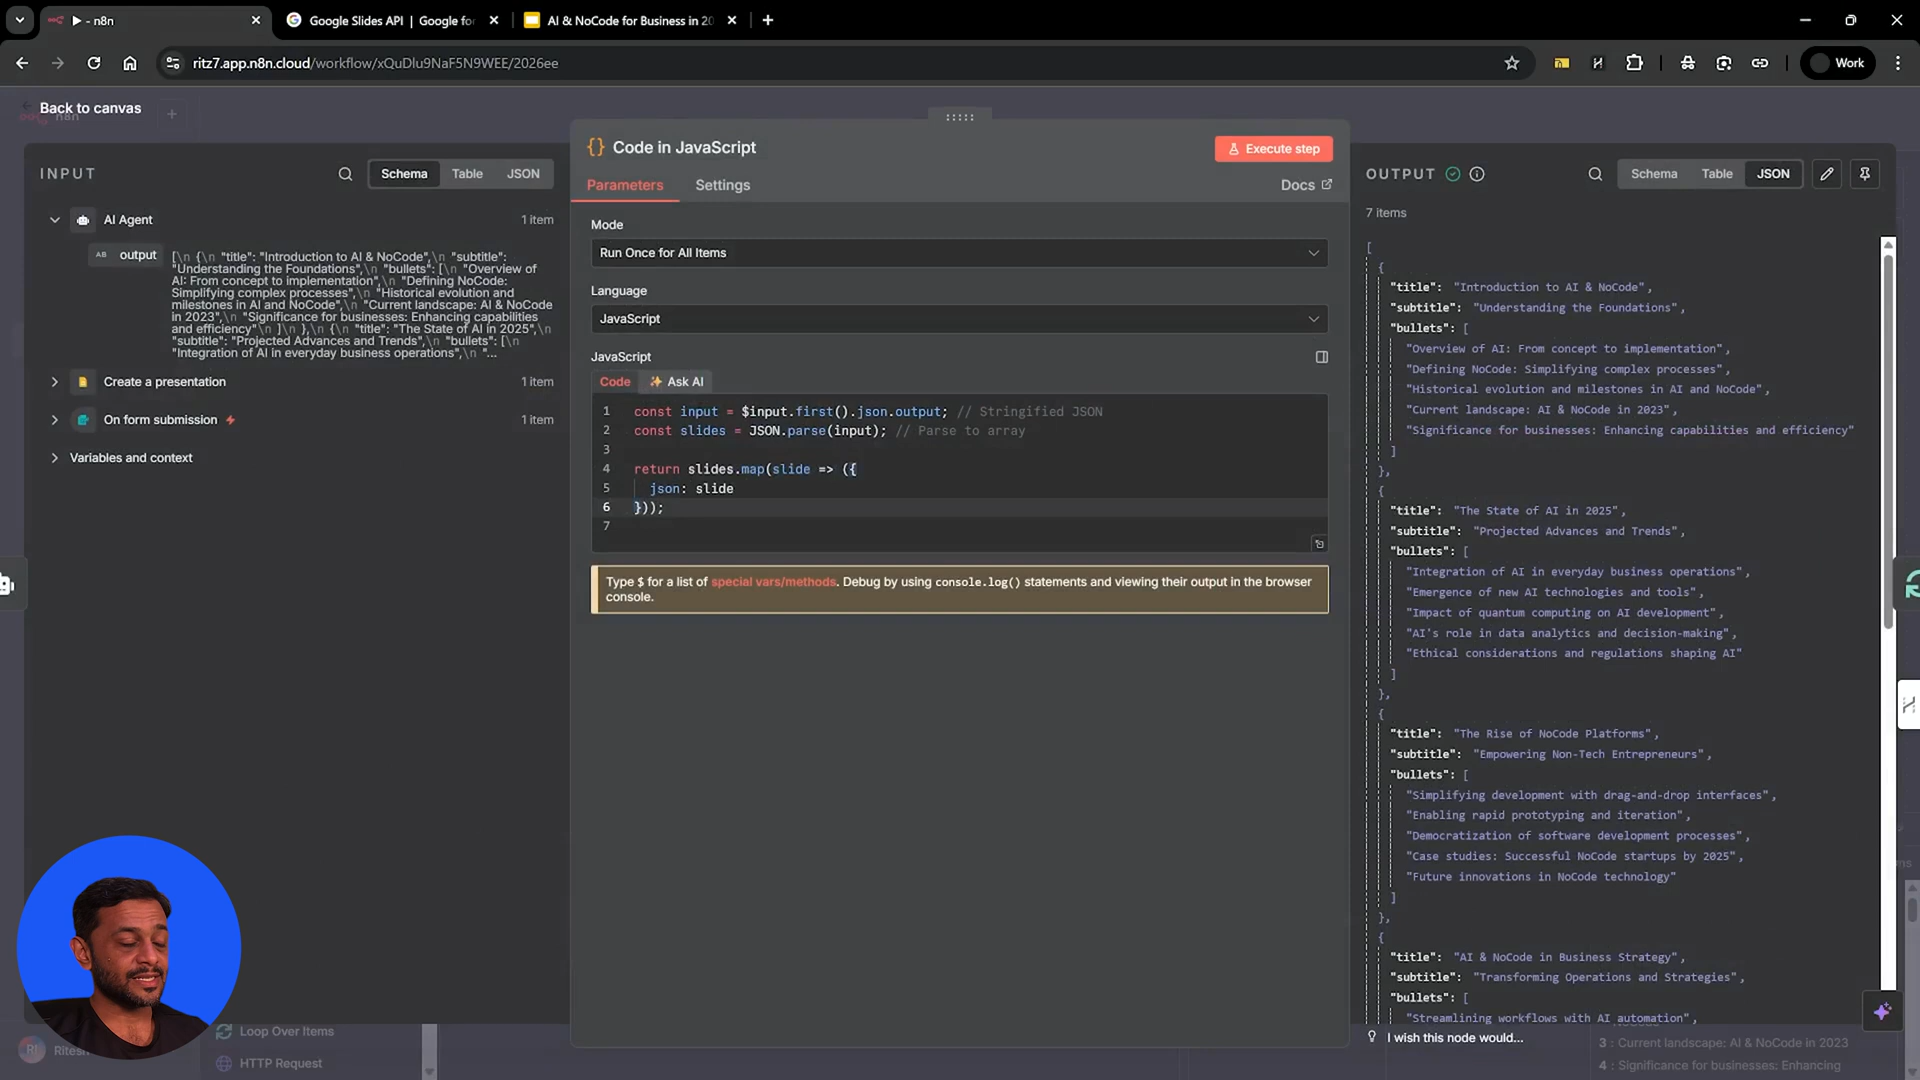 ▶ - n8n
Google Slides API | Google for
AI & NoCode for Business in 20
ritz7.app.n8n.cloud/workflow/xQuDlu9NaF5N9WEE/2026ee
Work
Back to canvas
n8n
INPUT
Schema
Table
JSON
AI Agent
1 item
AB output
[\n {\n "title": "Introduction to AI & NoCode",\n "subtitle":
"Understanding the Foundations",\n "bullets": [\n "Overview of
AI: From concept to implementation",\n "Defining NoCode:
Simplifying complex processes",\n "Historical evolution and
milestones in AI and NoCode",\n "Current landscape: AI & NoCode
in 2023",\n "Significance for businesses: Enhancing capabilities
and efficiency"\n ]\n },\n {\n "title": "The State of AI in 2025",\n
"subtitle": "Projected Advances and Trends",\n "bullets": [\n
"Integration of AI in everyday business operations",\n "...
Create a presentation
1 item
On form submission
1 item
Variables and context
Code in JavaScript
Execute step
Parameters
Settings
Docs
Mode
Run Once for All Items
Language
JavaScript
JavaScript
Code
Ask AI
1 const input = $input.first().json.output; // Stringified JSON
2 const slides = JSON.parse(input); // Parse to array
3
4 return slides.map(slide => ({
5 json: slide
6 }));
7
Type $ for a list of special vars/methods. Debug by using console.log() statements and viewing their output in the browser
console.
OUTPUT
Schema
Table
JSON
7 items
[
{
"title": "Introduction to AI & NoCode",
"subtitle": "Understanding the Foundations",
"bullets": [
"Overview of AI: From concept to implementation",
"Defining NoCode: Simplifying complex processes",
"Historical evolution and milestones in AI and NoCode",
"Current landscape: AI & NoCode in 2023",
"Significance for businesses: Enhancing capabilities and efficiency"
]
},
{
"title": "The State of AI in 2025",
"subtitle": "Projected Advances and Trends",
"bullets": [
"Integration of AI in everyday business operations",
"Emergence of new AI technologies and tools",
"Impact of quantum computing on AI development",
"AI's role in data analytics and decision-making",
"Ethical considerations and regulations shaping AI"
]
},
{
"title": "The Rise of NoCode Platforms",
"subtitle": "Empowering Non-Tech Entrepreneurs",
"bullets": [
"Simplifying development with drag-and-drop interfaces",
"Enabling rapid prototyping and iteration",
"Democratization of software development processes",
"Case studies: Successful NoCode startups by 2025",
"Future innovations in NoCode technology"
]
},
{
"title": "AI & NoCode in Business Strategy",
"subtitle": "Transforming Operations and Strategies",
"bullets": [
"Streamlining workflows with AI automation",
I wish this node would...
NoCode
3 : Current landscape: AI & NoCode in 2023
4 : Significance for businesses: Enhancing
Loop Over Items
HTTP Request
RI
Ritesh